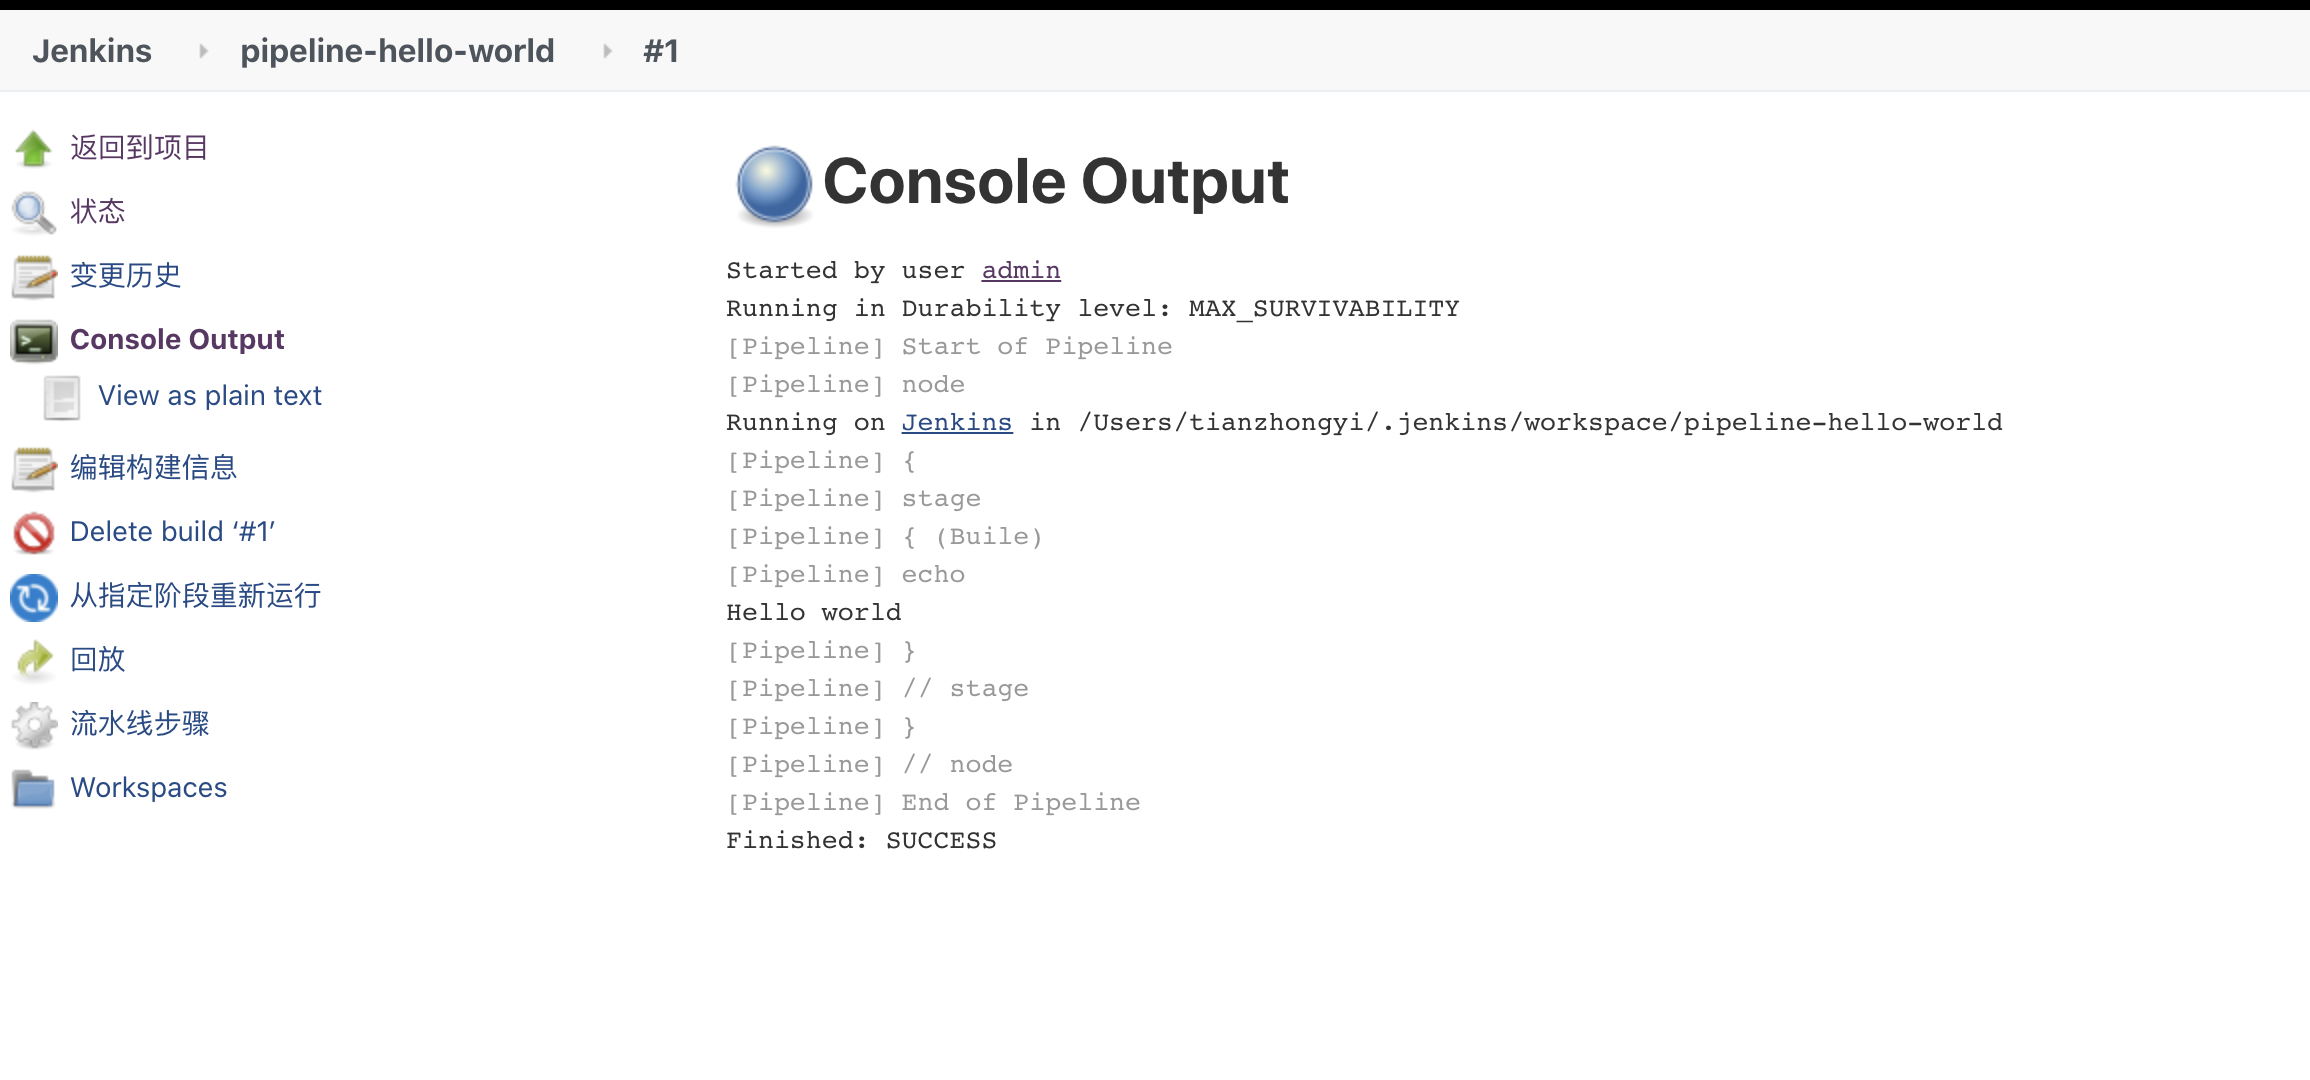 Jenkins pipeline-hello-world #1
返回到项目
状态
变更历史
Console Output
View as plain text
编辑构建信息
Delete build ‘#1’
从指定阶段重新运行
回放
流水线步骤
Workspaces
Console Output
Started by user admin
Running in Durability level: MAX_SURVIVABILITY
[Pipeline] Start of Pipeline
[Pipeline] node
Running on Jenkins in /Users/tianzhongyi/.jenkins/workspace/pipeline-hello-world
[Pipeline] {
[Pipeline] stage
[Pipeline] { (Buile)
[Pipeline] echo
Hello world
[Pipeline] }
[Pipeline] // stage
[Pipeline] }
[Pipeline] // node
[Pipeline] End of Pipeline
Finished: SUCCESS